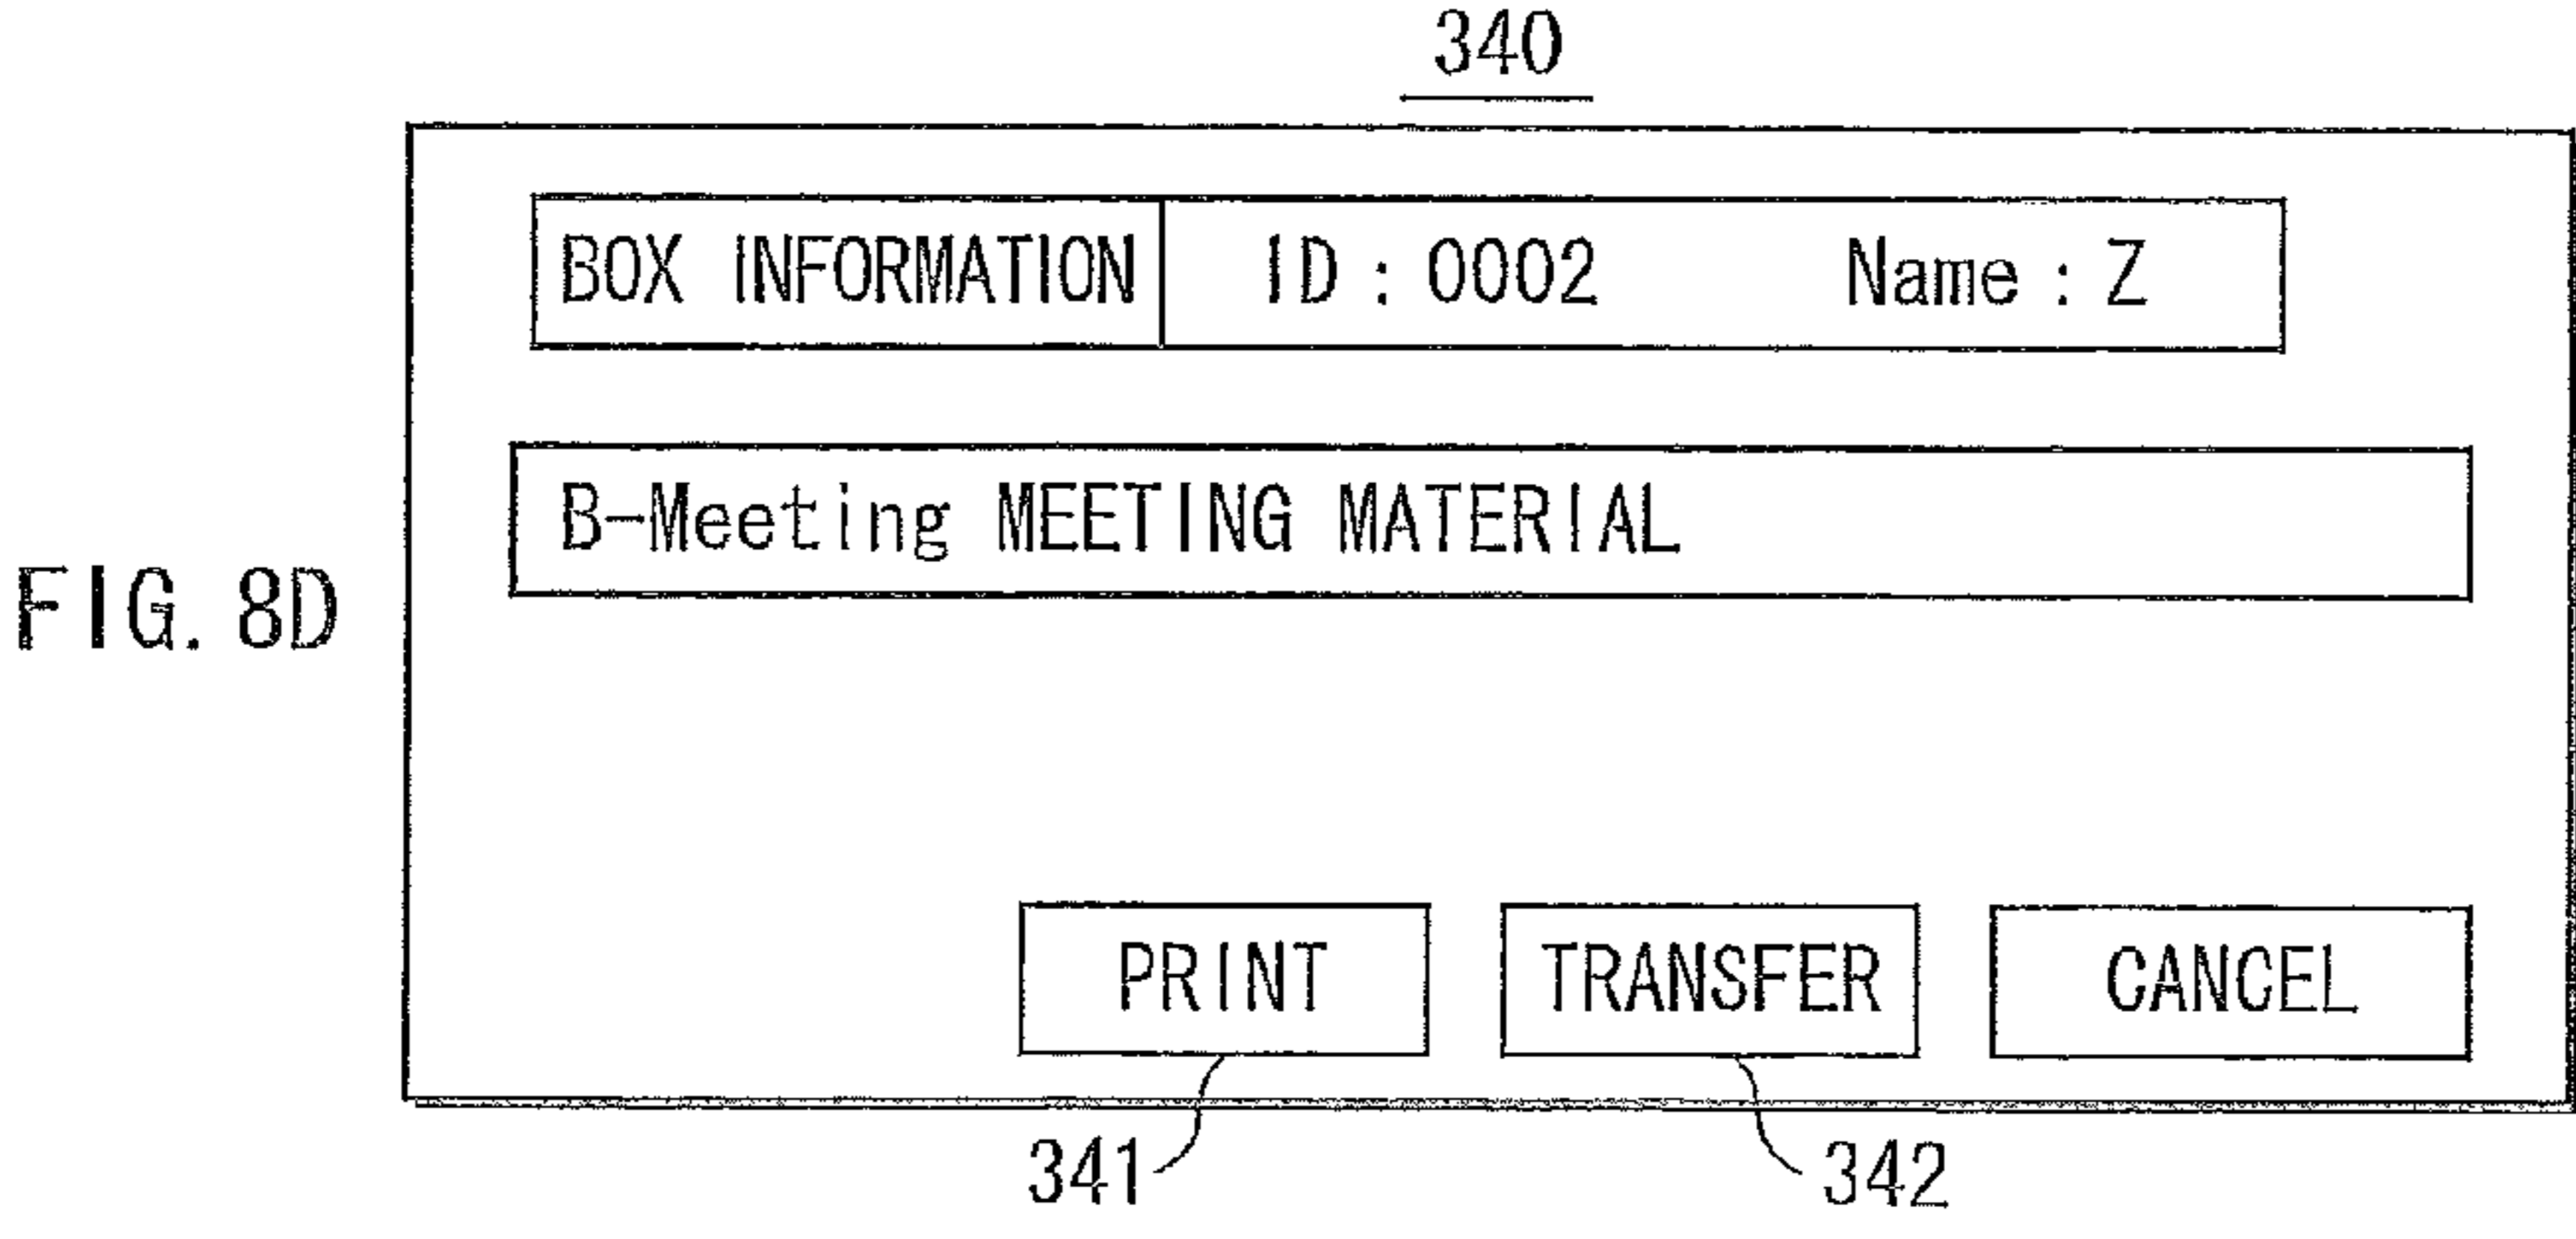 340
BOX INFORMATION ID : 0002 Name : Z
B-Meeting MEETING MATERIAL
FIG. 8D
PRINT TRANSFER CANCEL
341 342